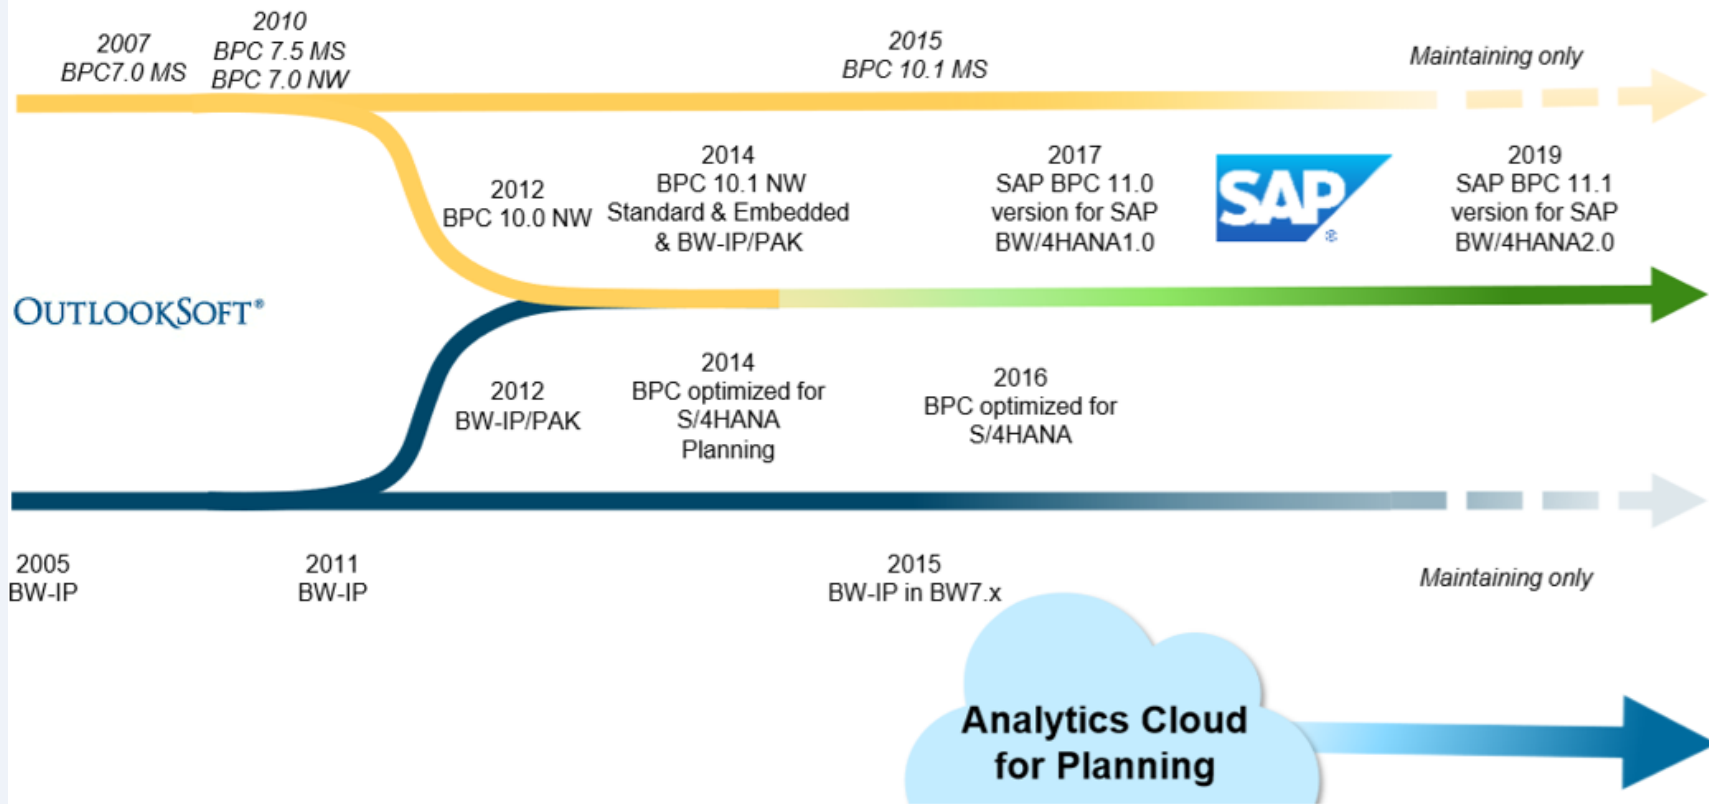 2007
BPC7.0 MS
2010
BPC 7.5 MS
BPC 7.0 NW
2015
BPC 10.1 MS
Maintaining only
2012
BPC 10.0 NW
2014
BPC 10.1 NW
Standard & Embedded
& BW-IP/PAK
2017
SAP BPC 11.0
version for SAP
BW/4HANA1.0
SAP
®
2019
SAP BPC 11.1
version for SAP
BW/4HANA2.0
OUTLOOKSOFT®
2012
BW-IP/PAK
2014
BPC optimized for
S/4HANA
Planning
2016
BPC optimized for
S/4HANA
2005
BW-IP
2011
BW-IP
2015
BW-IP in BW7.x
Maintaining only
Analytics Cloud
for Planning